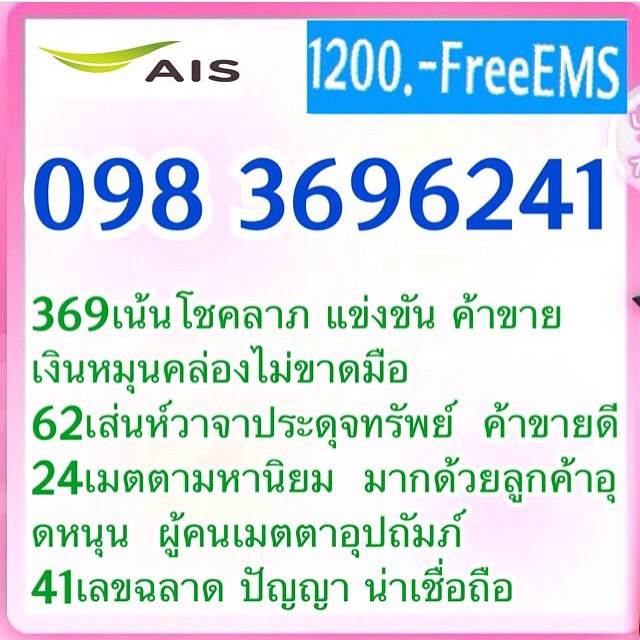 AIS
1200.-FreeEMS
098 3696241
369เน้นโชคลาภ แข่งขัน ค้าขาย
เงินหมุนคล่องไม่ขาดมือ
62เส่นห์วาจาประดุจทรัพย์ ค้าขายดี
24เมตตามหานิยม มากด้วยลูกค้าอุ
ดหนุน ผู้คนเมตตาอุปถัมภ์
41เลขฉลาด ปัญญา น่าเชื่อถือ